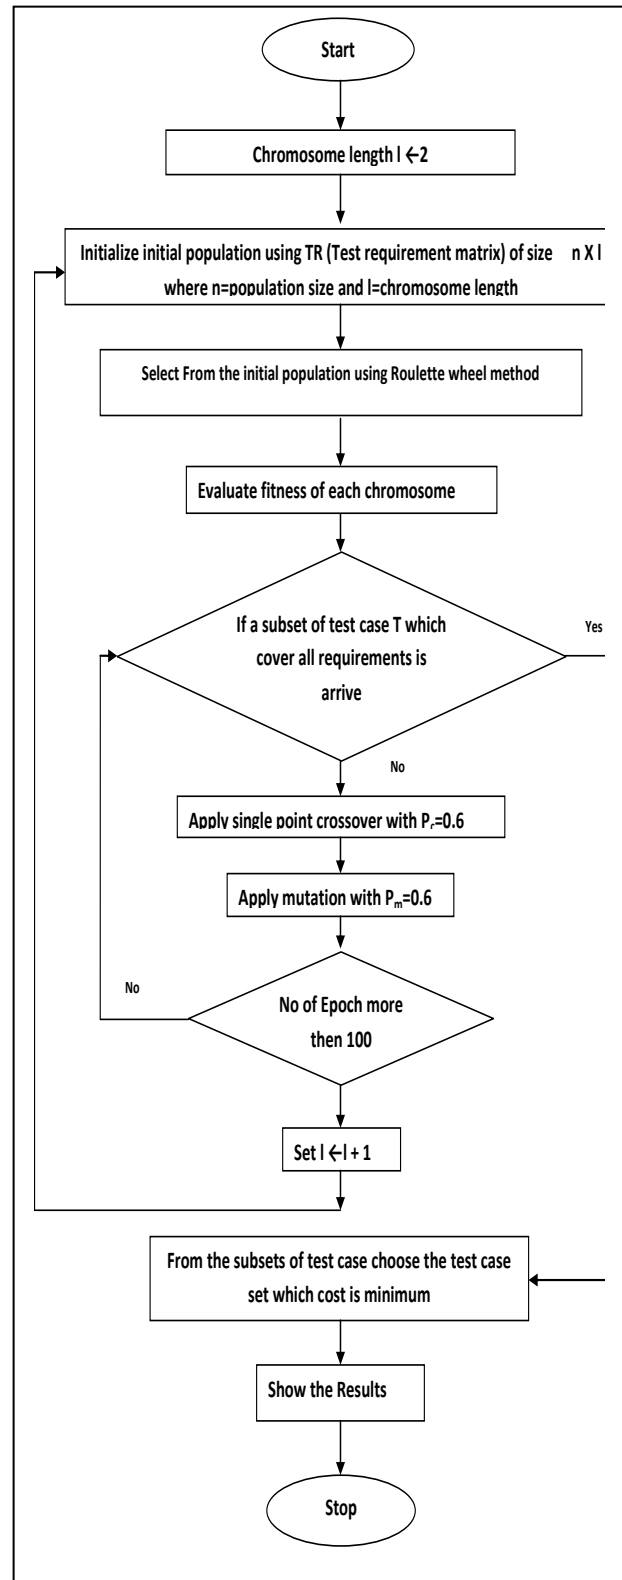 Start
Chromosome length l ←2
Initialize initial population using TR (Test requirement matrix) of size n X l
where n=population size and l=chromosome length
Select From the initial population using Roulette wheel method
Evaluate fitness of each chromosome
If a subset of test case T which
Yes
cover all requirements is
arrive
No
Apply single point crossover with Pc=0.6
Apply mutation with Pm=0.6
No
No of Epoch more
then 100
Set l ←l + 1
From the subsets of test case choose the test case
set which cost is minimum
Show the Results
Stop